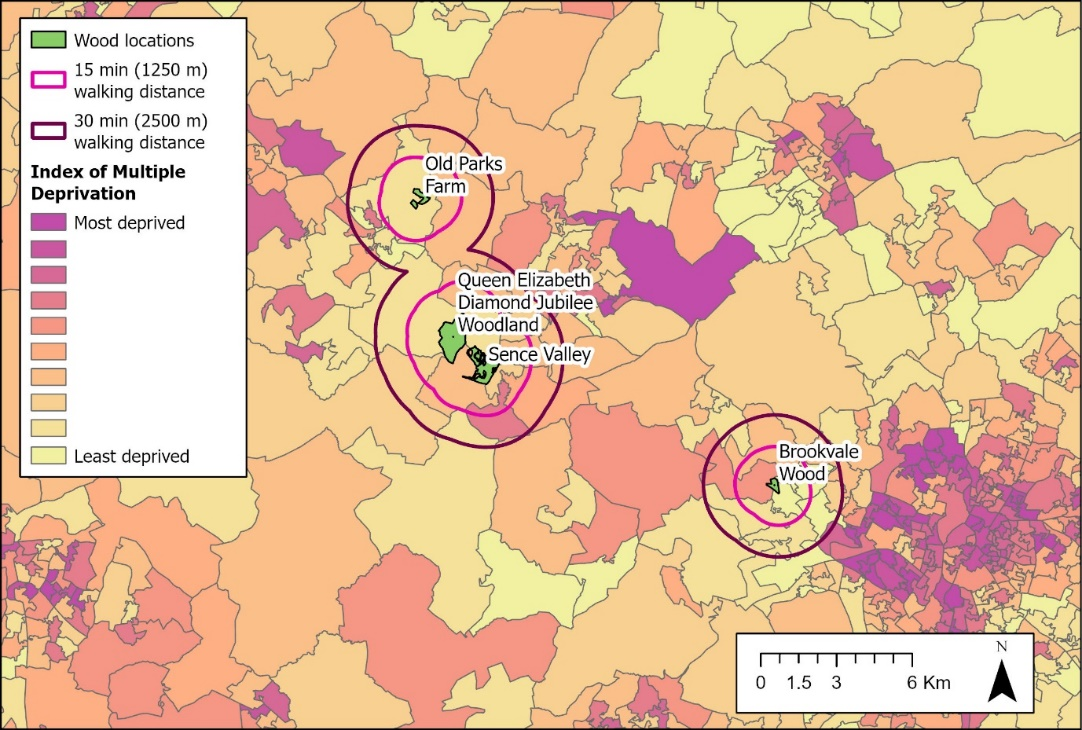 Wood locations
15 min (1250 m)
walking distance
30 min (2500 m)
walking distance
Index of Multiple
Deprivation
Most deprived
Least deprived
Old Parks
Farm
Queen Elizabeth
Diamond Jubilee
Woodland
Sence Valley
Brookvale
Wood
N
0 1.5 3 6 Km